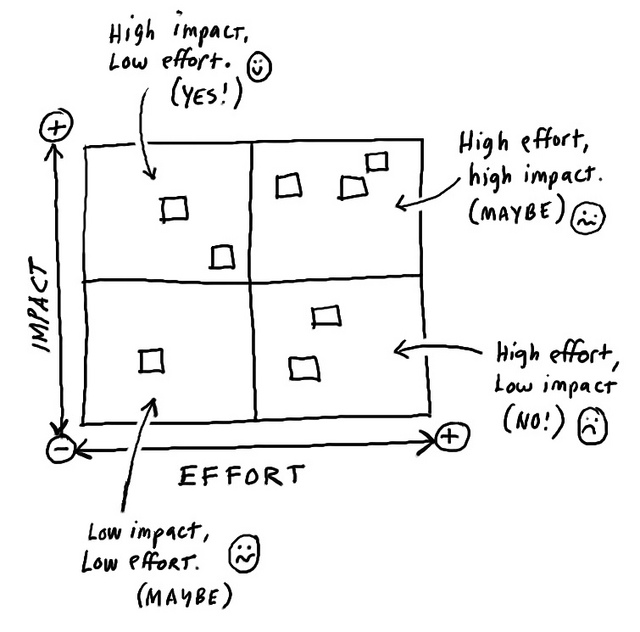 High impact,
Low effort.
(YES!)
High effort,
high impact.
(MAYBE)
IMPACT
High effort,
Low impact
(NO!)
EFFORT
Low impact,
Low effort.
(MAYBE)